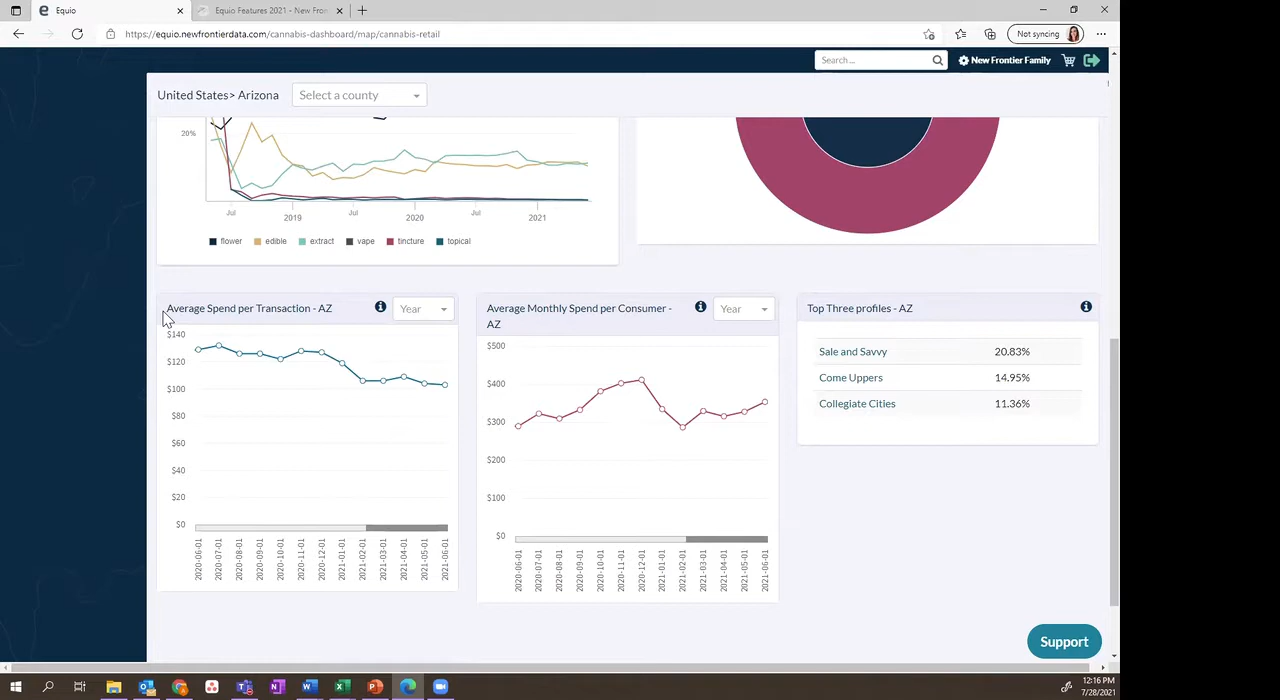 Equio
Equio Features 2021 - New Fron
https://equio.newfrontierdata.com/cannabis-dashboard/map/cannabis-retail
Not syncing
Search ...
New Frontier Family
United States> Arizona
Select a county
20%
Jul
2019
Jul
2020
Jul
2021
flower
edible
extract
vape
tincture
topical
Average Spend per Transaction - AZ
Year
$140
$120
$100
$80
$60
$40
$20
$0
2020-06-01
2020-07-01
2020-08-01
2020-09-01
2020-10-01
2020-11-01
2020-12-01
2021-01-01
2021-02-01
2021-03-01
2021-04-01
2021-05-01
2021-06-01
Average Monthly Spend per Consumer -
AZ
Year
$500
$400
$300
$200
$100
$0
2020-06-01
2020-07-01
2020-08-01
2020-09-01
2020-10-01
2020-11-01
2020-12-01
2021-01-01
2021-02-01
2021-03-01
2021-04-01
2021-05-01
2021-06-01
Top Three profiles - AZ
Sale and Savvy 20.83%
Come Uppers 14.95%
Collegiate Cities 11.36%
Support
12:16 PM
7/28/2021